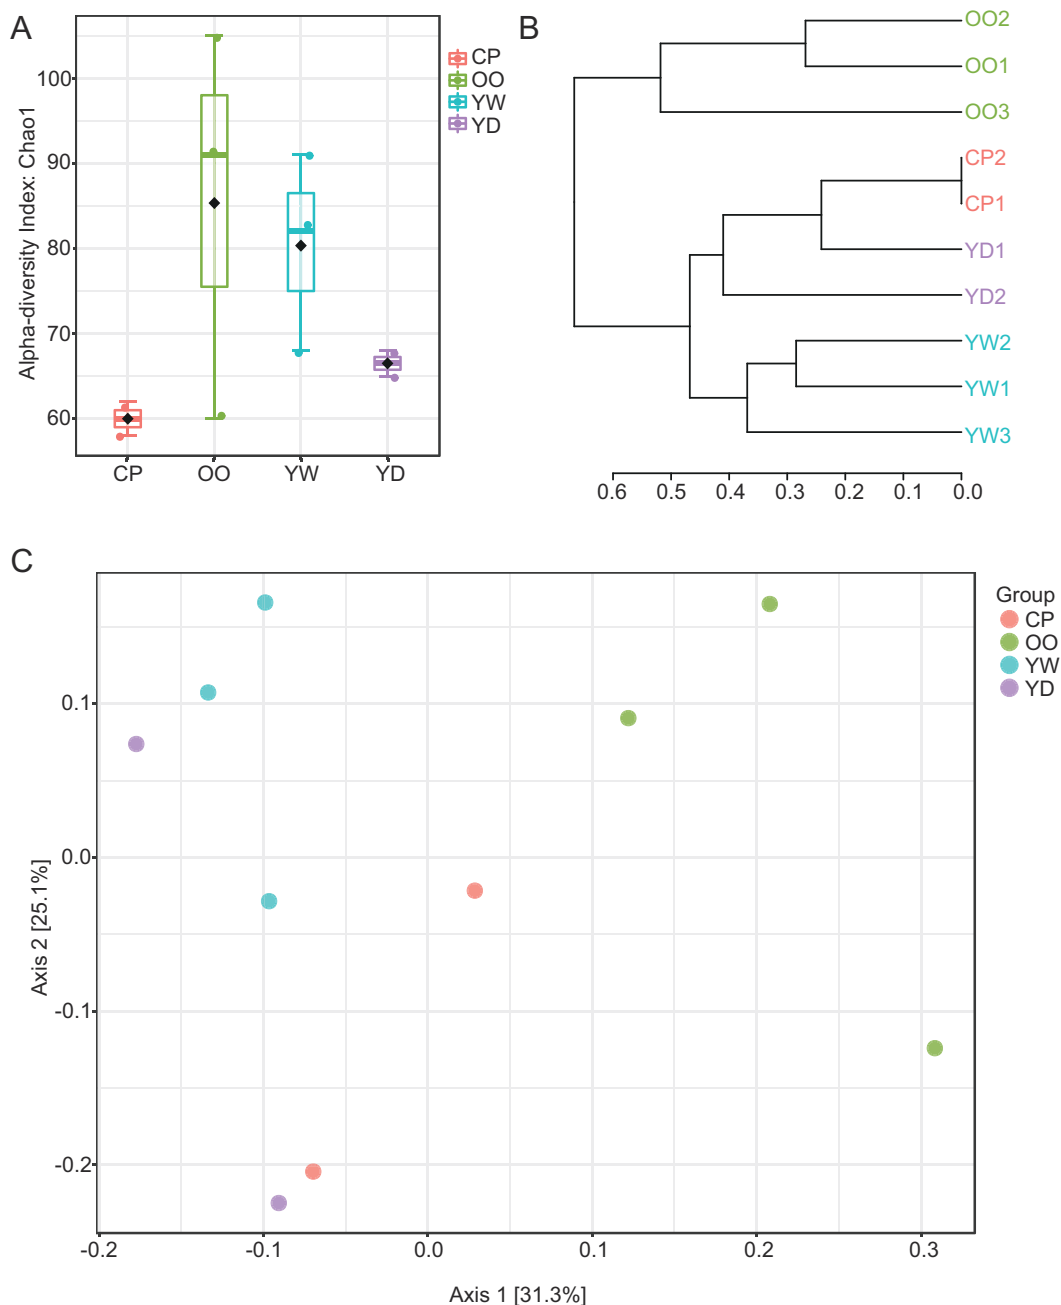 A
Alpha-diversity Index: Chao1
100
90
80
70
60
CP
OO
YW
YD
CP
OO
YW
YD
B
OO2
OO1
OO3
CP2
CP1
YD1
YD2
YW2
YW1
YW3
0.6 0.5 0.4 0.3 0.2 0.1 0.0
C
Axis 2 [25.1%]
0.1
0.0
-0.1
-0.2
-0.2 -0.1 0.0 0.1 0.2 0.3
Axis 1 [31.3%]
Group
CP
OO
YW
YD